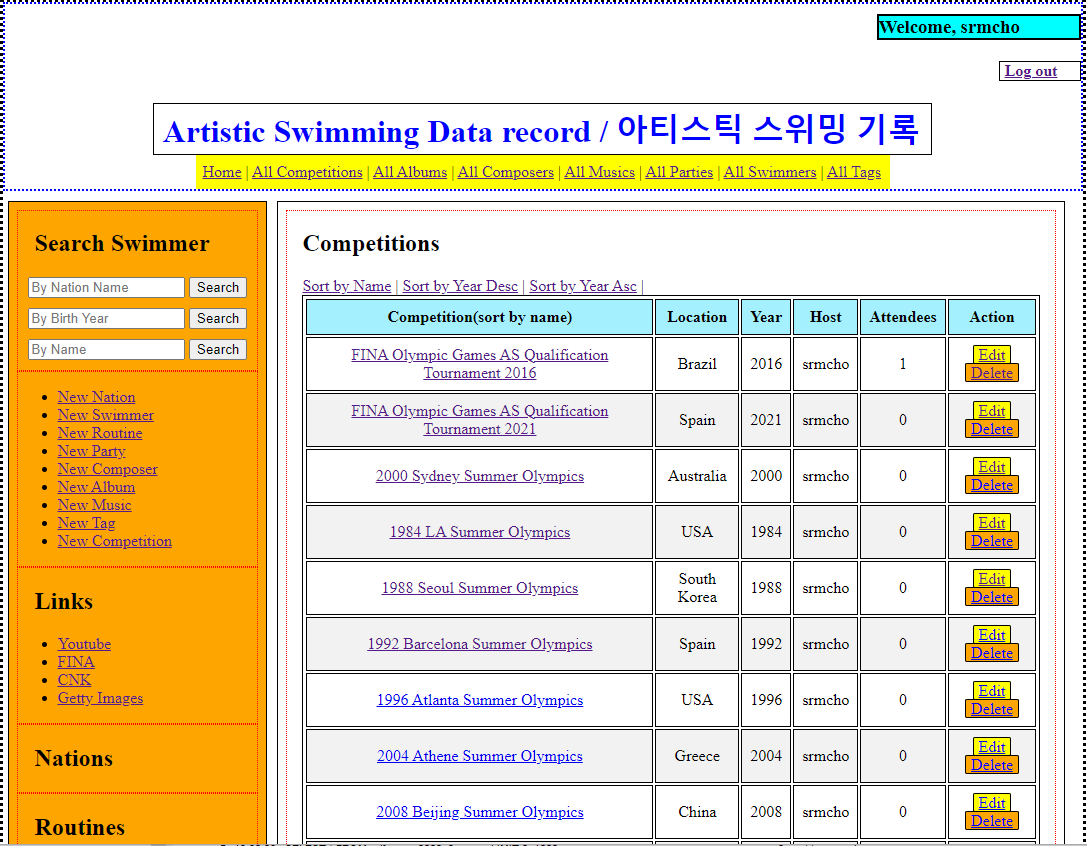 Welcome, srmcho
Log out
Artistic Swimming Data record / 아티스틱 스위밍 기록
Home | All Competitions | All Albums | All Composers | All Musics | All Parties | All Swimmers | All Tags
Search Swimmer
By Nation Name Search
By Birth Year Search
By Name Search
New Nation
New Swimmer
New Routine
New Party
New Composer
New Album
New Music
New Tag
New Competition
Links
Youtube
FINA
CNK
Getty Images
Nations
Routines
Competitions
Sort by Name | Sort by Year Desc | Sort by Year Asc |
Competition(sort by name) Location Year Host Attendees Action
FINA Olympic Games AS Qualification
Tournament 2016 Brazil 2016 srmcho 1 Edit
Delete
FINA Olympic Games AS Qualification
Tournament 2021 Spain 2021 srmcho 0 Edit
Delete
2000 Sydney Summer Olympics Australia 2000 srmcho 0 Edit
Delete
1984 LA Summer Olympics USA 1984 srmcho 0 Edit
Delete
1988 Seoul Summer Olympics South
Korea 1988 srmcho 0 Edit
Delete
1992 Barcelona Summer Olympics Spain 1992 srmcho 0 Edit
Delete
1996 Atlanta Summer Olympics USA 1996 srmcho 0 Edit
Delete
2004 Athene Summer Olympics Greece 2004 srmcho 0 Edit
Delete
2008 Beijing Summer Olympics China 2008 srmcho 0 Edit
Delete